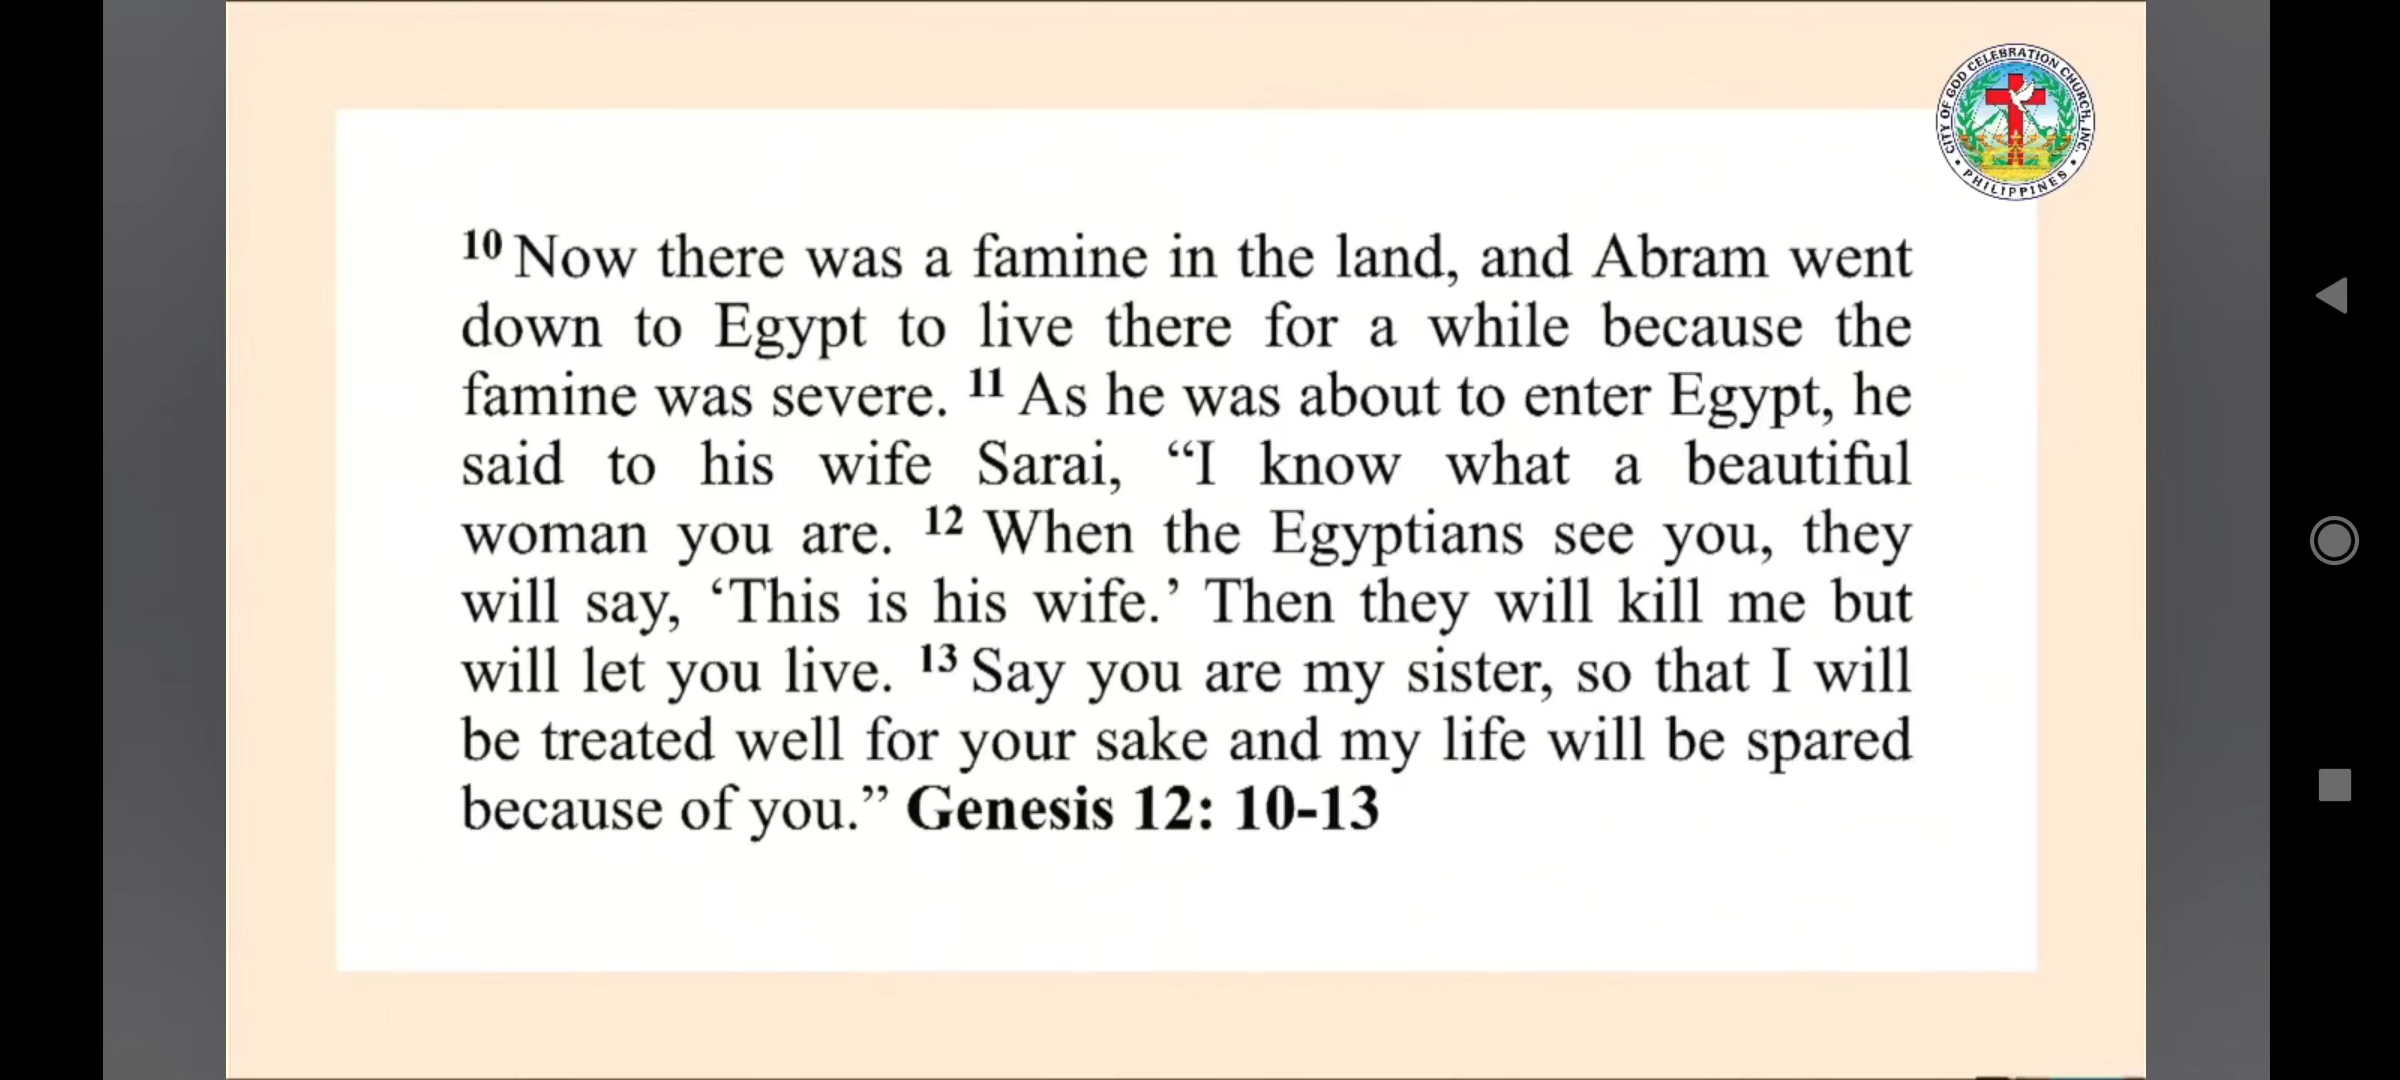 CITY OF GOD CELEBRATION CHURCH, INC.
• PHILIPPINES •
10 Now there was a famine in the land, and Abram went
down to Egypt to live there for a while because the
famine was severe. 11 As he was about to enter Egypt, he
said to his wife Sarai, “I know what a beautiful
woman you are. 12 When the Egyptians see you, they
will say, ‘This is his wife.’ Then they will kill me but
will let you live. 13 Say you are my sister, so that I will
be treated well for your sake and my life will be spared
because of you.” Genesis 12: 10-13